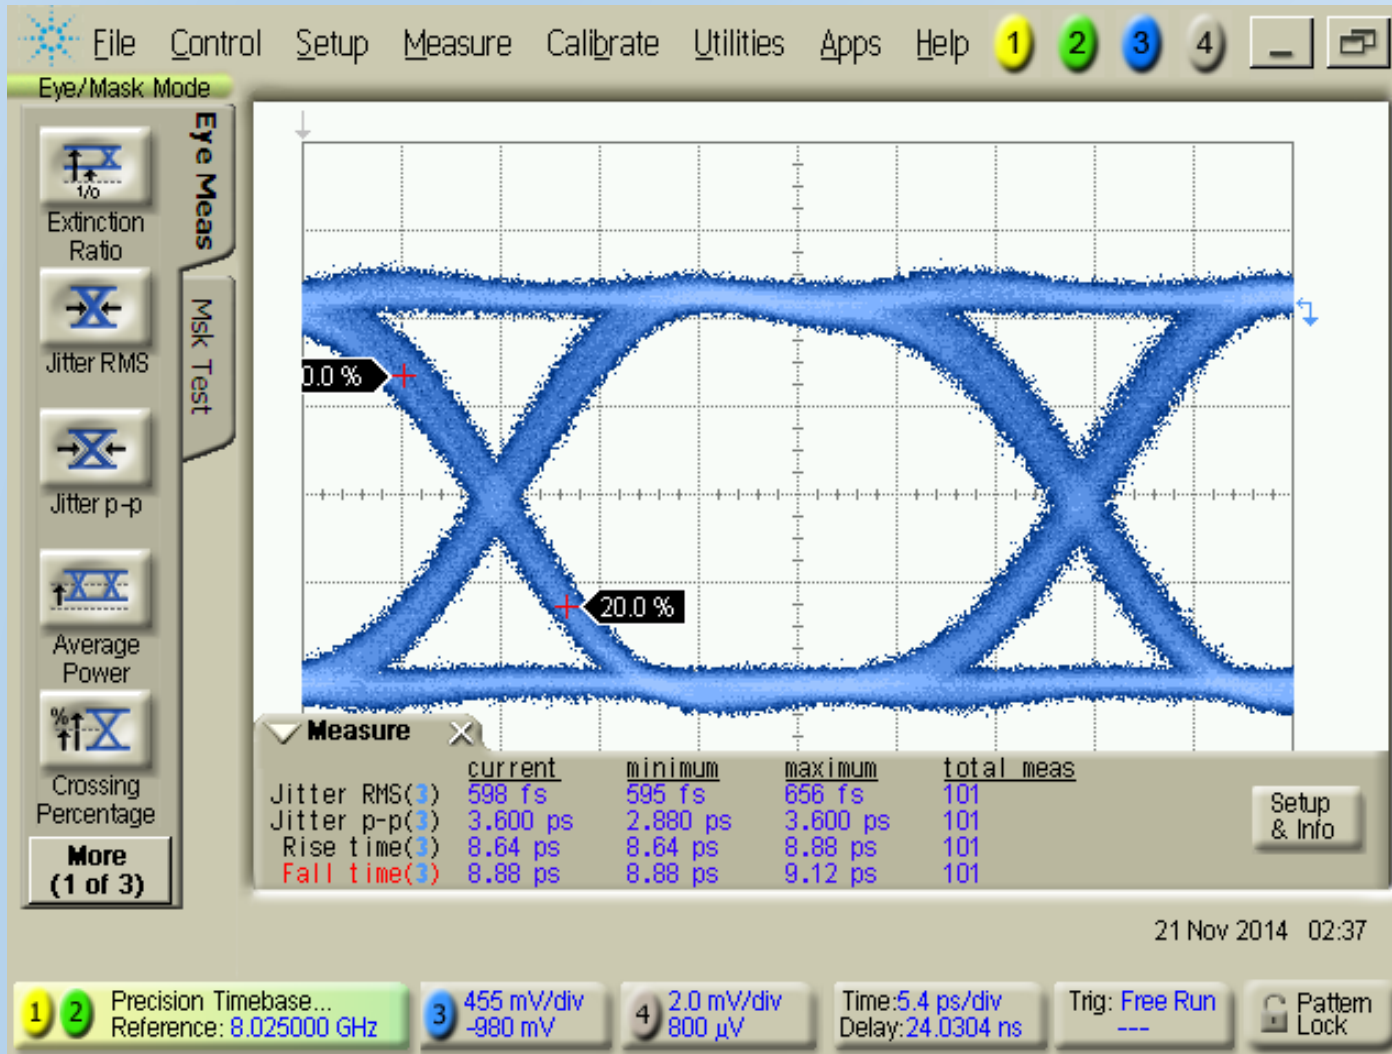 File Control Setup Measure Calibrate Utilities Apps Help 1 2 3 4
Eye/Mask Mode
Eye Meas
Msk Test
1/0
Extinction
Ratio
Jitter RMS
Jitter p-p
Average
Power
%
Crossing
Percentage
More
(1 of 3)
0.0 %
20.0 %
Measure
current minimum maximum total meas
Jitter RMS(3) 598 fs 595 fs 656 fs 101
Jitter p-p(3) 3.600 ps 2.880 ps 3.600 ps 101
Rise time(3) 8.64 ps 8.64 ps 8.88 ps 101
Fall time(3) 8.88 ps 8.88 ps 9.12 ps 101
Setup
& Info
21 Nov 2014 02:37
1 2 Precision Timebase...
Reference: 8.025000 GHz
3 455 mV/div
-980 mV
4 2.0 mV/div
800 µV
Time:5.4 ps/div
Delay:24.0304 ns
Trig: Free Run
---
Pattern
Lock